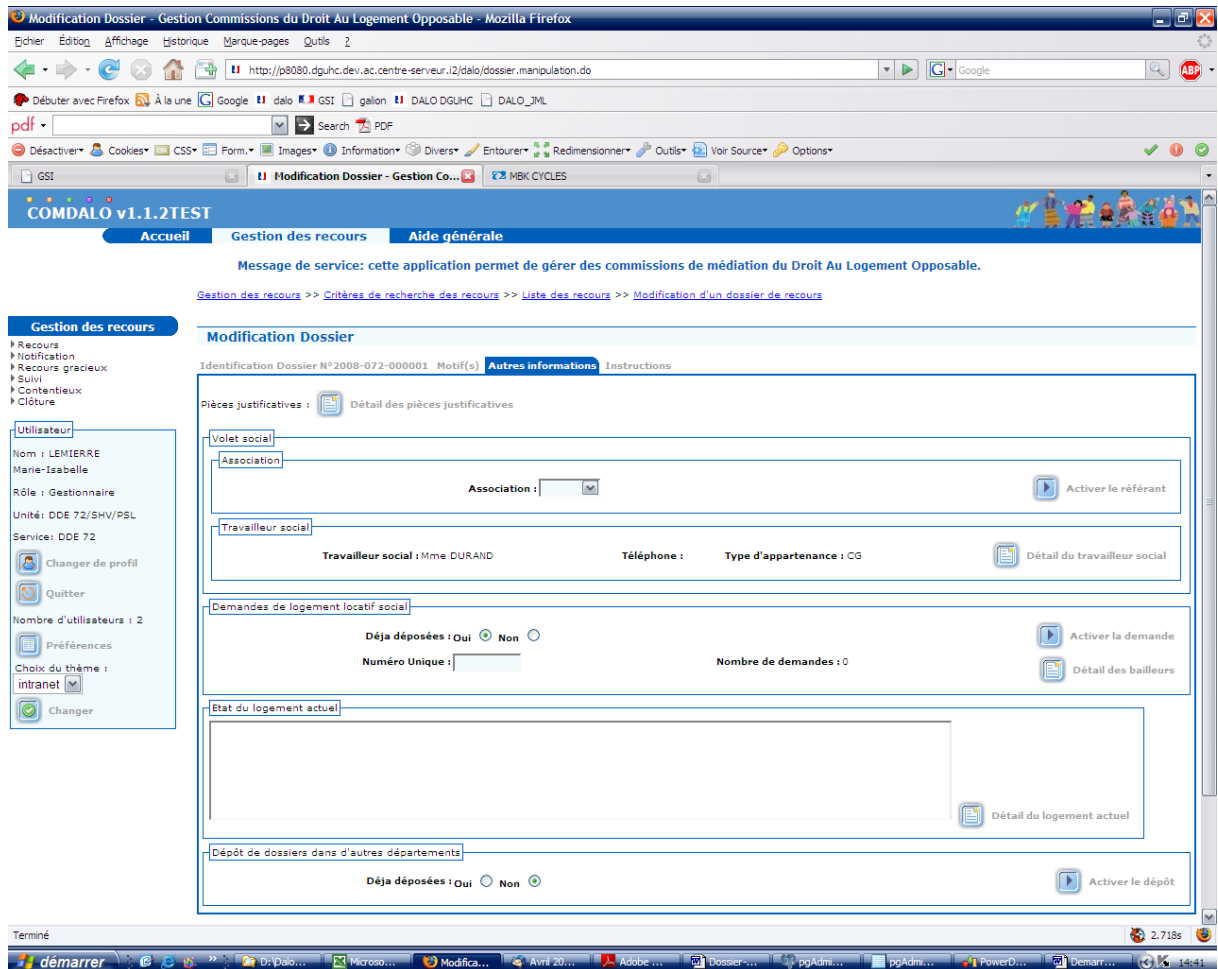 Modification Dossier - Gestion Commissions du Droit Au Logement Opposable - Mozilla Firefox
Fichier Édition Affichage Historique Marque-pages Outils ?
http://p8080.dguhc.dev.ac.centre-serveur.i2/dalo/dossier.manipulation.do
G Google
ABP
Débuter avec Firefox À la une Google dalo GSI galion DALO DGUHC DALO_JML
pdf Search PDF
Désactiver Cookies CSS Form. Images Information Divers Entourer Redimensionner Outils Voir Source Options
GSI Modification Dossier - Gestion Co... MBK CYCLES
COMDALO v1.1.2TEST
Accueil Gestion des recours Aide générale
Message de service: cette application permet de gérer des commissions de médiation du Droit Au Logement Opposable.
Gestion des recours >> Critères de recherche des recours >> Liste des recours >> Modification d'un dossier de recours
Gestion des recours
Recours
Notification
Recours gracieux
Suivi
Contentieux
Clôture
Utilisateur
Nom : LEMIERRE
Marie-Isabelle
Rôle : Gestionnaire
Unité: DDE 72/SHV/PSL
Service: DDE 72
Changer de profil
Quitter
Nombre d'utilisateurs : 2
Préférences
Choix du thème :
intranet
Changer
Modification Dossier
Identification Dossier N°2008-072-000001 Motif(s) Autres informations Instructions
Pièces justificatives : Détail des pièces justificatives
Volet social
Association
Association : Activer le référant
Travailleur social
Travailleur social : Mme DURAND Téléphone : Type d'appartenance : CG Détail du travailleur social
Demandes de logement locatif social
Déja déposées : Oui Non Activer la demande
Numéro Unique : Nombre de demandes : 0 Détail des bailleurs
Etat du logement actuel
Détail du logement actuel
Dépôt de dossiers dans d'autres départements
Déja déposées : Oui Non Activer le dépôt
Terminé 2.718s
démarrer » D:\Dalo... Microso... Modifica... Avril 20... Adobe ... Dossier-... pgAdmi... pgAdmi... PowerD... Demarr... 14:41